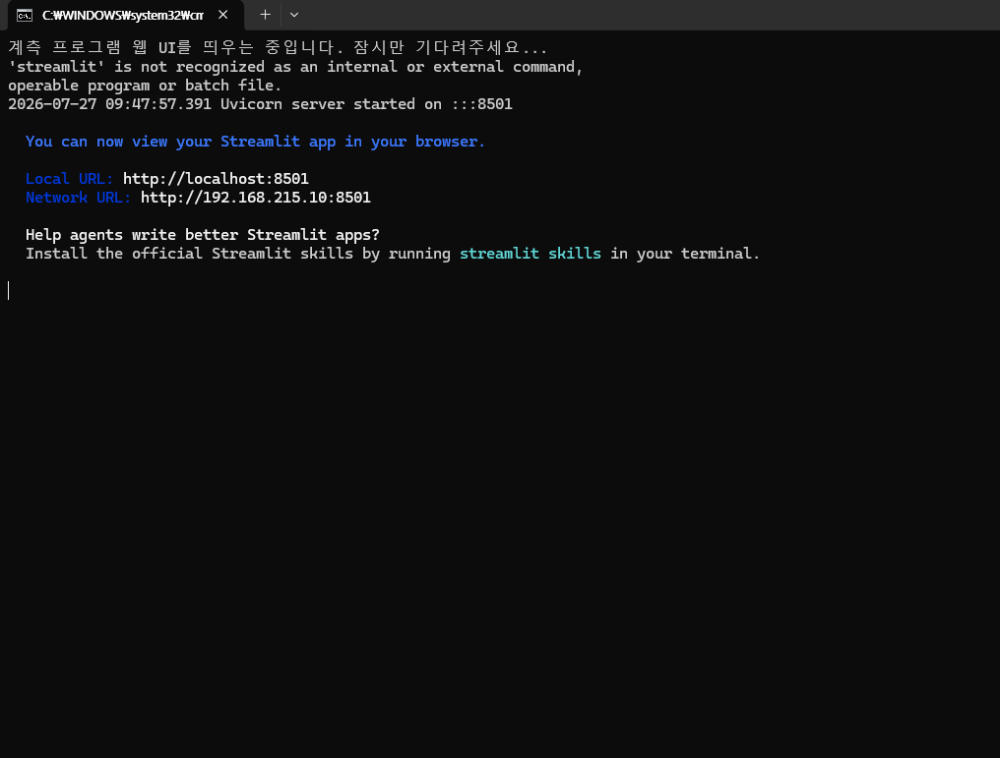 C:₩WINDOWS₩system32₩cm
계측 프로그램 웹 UI를 띄우는 중입니다. 잠시만 기다려주세요...
'streamlit' is not recognized as an internal or external command,
operable program or batch file.
2026-07-27 09:47:57.391 Uvicorn server started on :::8501
You can now view your Streamlit app in your browser.
Local URL: http://localhost:8501
Network URL: http://192.168.215.10:8501
Help agents write better Streamlit apps?
Install the official Streamlit skills by running streamlit skills in your terminal.